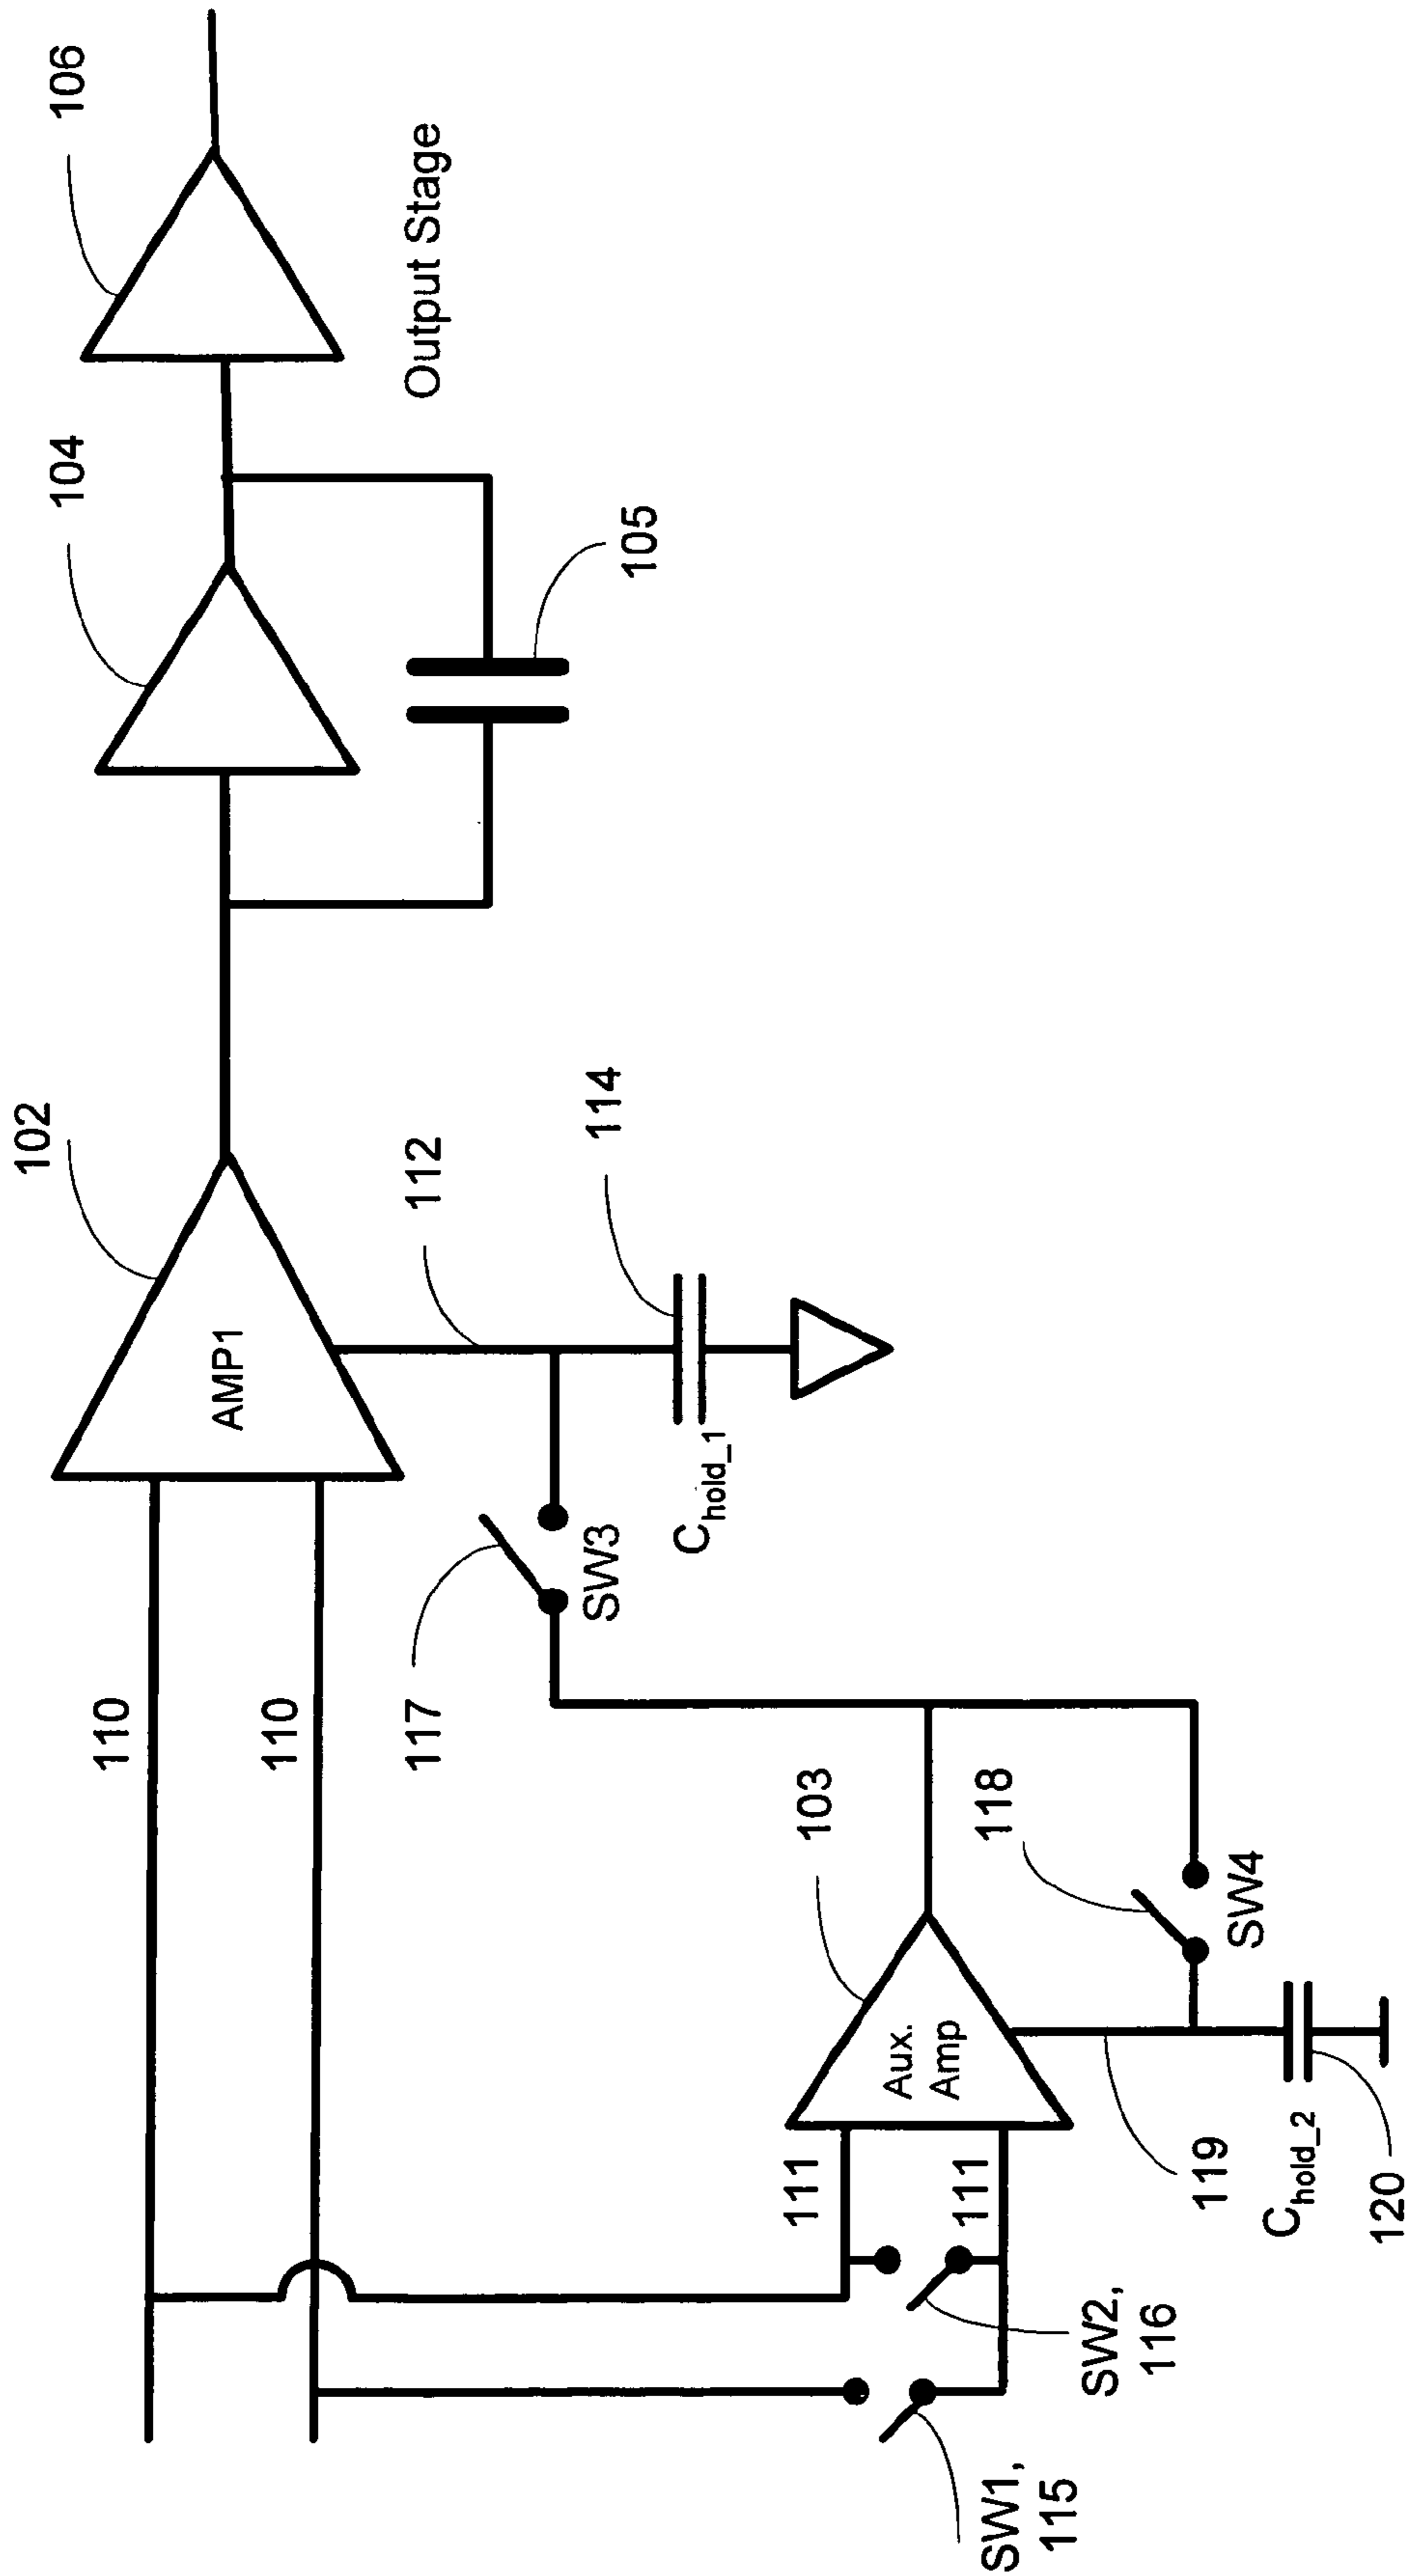 106
104
Output Stage
105
102
AMP1
112
114
C_hold_1
110
110
117
SW3
103
118
SW4
Aux.
Amp
111
111
119
C_hold_2
120
SW2,
116
SW1,
115